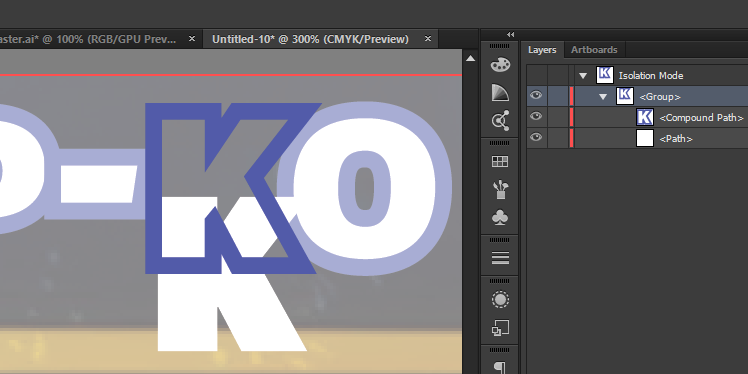 aster.ai* @ 100% (RGB/GPU Prev... × Untitled-10* @ 300% (CMYK/Preview) ×
Layers Artboards
Isolation Mode
<Group>
<Compound Path>
<Path>
P-KO
K